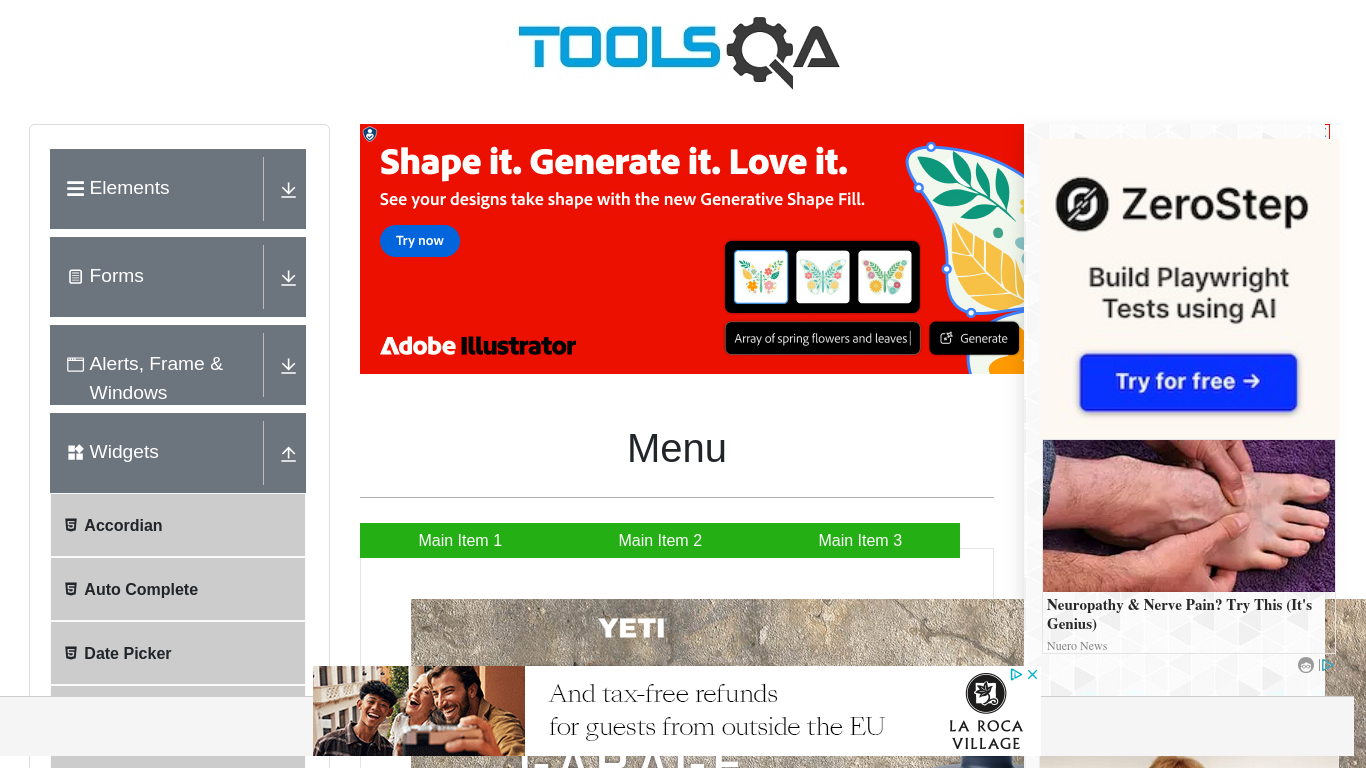 TOOLSQA
Elements
Forms
Alerts, Frame &
Windows
Widgets
Accordian
Auto Complete
Date Picker
Shape it. Generate it. Love it.
See your designs take shape with the new Generative Shape Fill.
Try now
Array of spring flowers and leaves
Generate
Adobe Illustrator
Menu
Main Item 1
Main Item 2
Main Item 3
YETI
ZeroStep
Build Playwright
Tests using AI
Try for free →
Neuropathy & Nerve Pain? Try This (It's
Genius)
Nuero News
And tax-free refunds
for guests from outside the EU
LA ROCA
VILLAGE